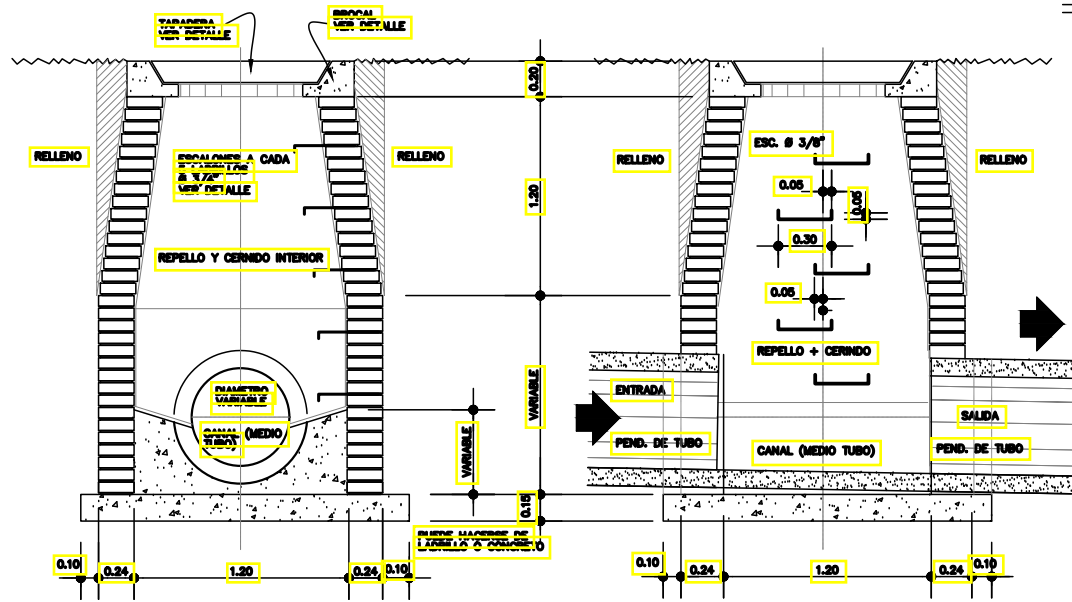 TAPADERA
VER DETALLE
BROCAL
VER DETALLE
0.20
RELLENO
ESCALONES A CADA
VER DETALLE
RELLENO
1.20
REPELLO Y CERNIDO INTERIOR
DIAMETRO
VARIABLE
CANAL (MEDIO
TUBO)
VARIABLE
VARIABLE
0.15
PUEDE HACERSE DE
LADRILLO O CONCRETO
0.10
0.24
1.20
0.24
0.10
RELLENO
ESC. Ø 3/8"
RELLENO
0.05
0.05
0.30
0.05
REPELLO + CERINDO
ENTRADA
SALIDA
PEND. DE TUBO
CANAL (MEDIO TUBO)
PEND. DE TUBO
0.10
0.24
1.20
0.24
0.10